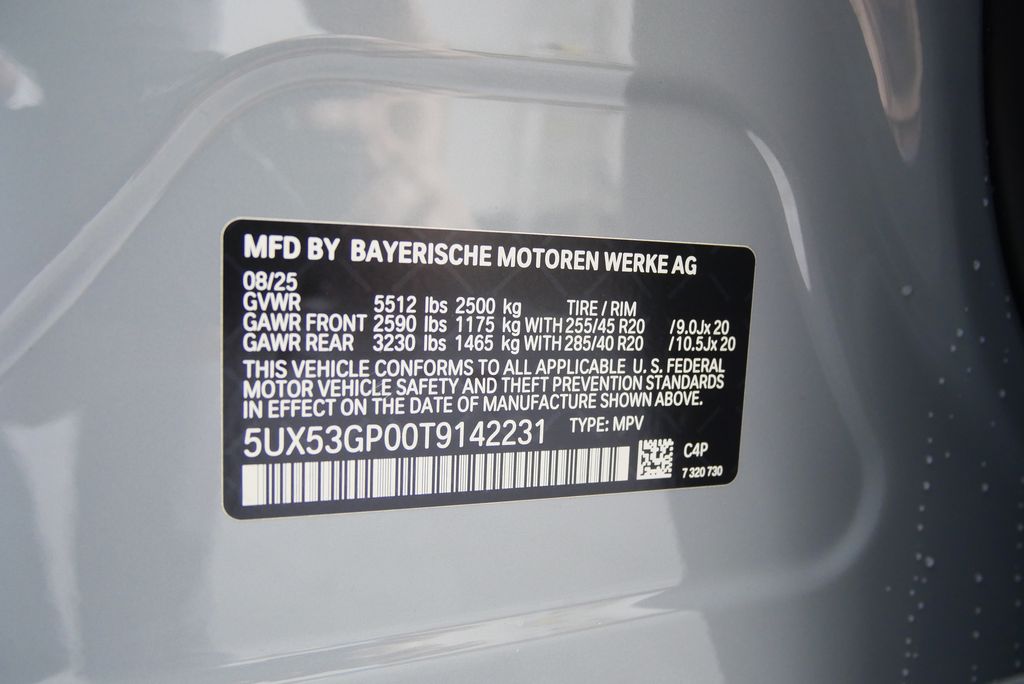 MFD BY BAYERISCHE MOTOREN WERKE AG
08/25
GVWR 5512 lbs 2500 kg TIRE / RIM
GAWR FRONT 2590 lbs 1175 kg WITH 255/45 R20 /9.0Jx 20
GAWR REAR 3230 lbs 1465 kg WITH 285/40 R20 /10.5Jx 20
THIS VEHICLE CONFORMS TO ALL APPLICABLE U. S. FEDERAL
MOTOR VEHICLE SAFETY AND THEFT PREVENTION STANDARDS
IN EFFECT ON THE DATE OF MANUFACTURE SHOWN ABOVE.
5UX53GP00T9142231 TYPE: MPV
C4P
7 320 730